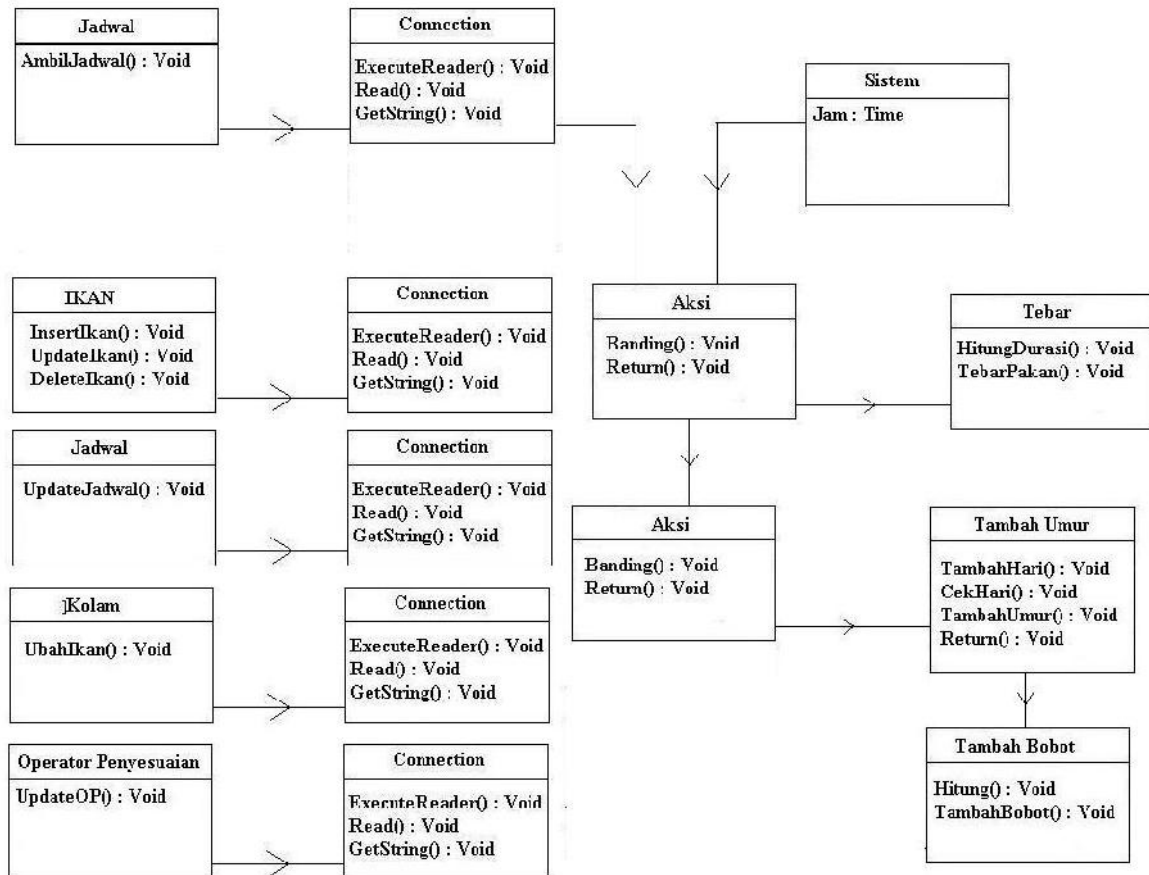 Jadwal
AmbilJadwal() : Void
Connection
ExecuteReader() : Void
Read() : Void
GetString() : Void
Sistem
Jam : Time
IKAN
InsertIkan() : Void
UpdateIkan() : Void
DeleteIkan() : Void
Connection
ExecuteReader() : Void
Read() : Void
GetString() : Void
Aksi
Banding() : Void
Return() : Void
Tebar
HitungDurasi() : Void
TebarPakan() : Void
Jadwal
UpdateJadwal() : Void
Connection
ExecuteReader() : Void
Read() : Void
GetString() : Void
Aksi
Banding() : Void
Return() : Void
Tambah Umur
TambahHari() : Void
CekHari() : Void
TambahUmur() : Void
Return() : Void
jKolam
UbahIkan() : Void
Connection
ExecuteReader() : Void
Read() : Void
GetString() : Void
Tambah Bobot
Hitung() : Void
TambahBobot() : Void
Operator Penyesuaian
UpdateOP() : Void
Connection
ExecuteReader() : Void
Read() : Void
GetString() : Void